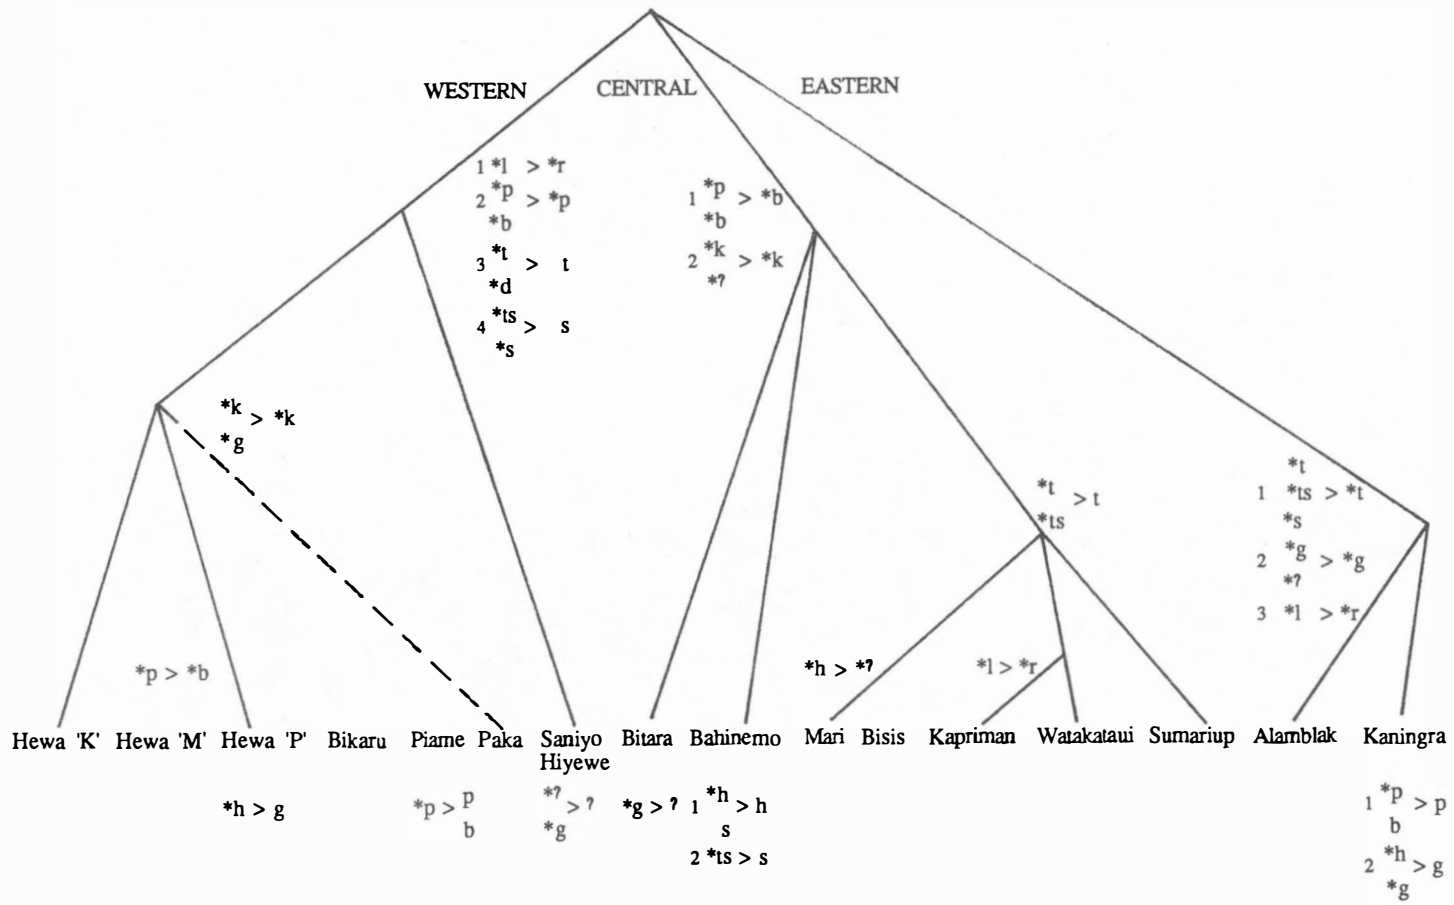 WESTERN CENTRAL EASTERN
1 *l > *r
2 *p > *p
*b
3 *t > t
*d
4 *ts > s
*s
1 *p > *b
*b
2 *k > *k
*?
*k > *k
*g
*t > t
*ts
*t
1 *ts > *t
*s
2 *g > *g
*?
3 *l > *r
*p > *b
*h > *?
*l > *r
Hewa 'K' Hewa 'M' Hewa 'P' Bikaru Piame Paka Saniyo Bitara Bahinemo Mari Bisis Kapriman Watakataui Sumariup Alamblak Kaningra
Hiyewe
*h > g
*p > p
b
*? > ?
*g
*g > ?
1 *h > h
s
2 *ts > s
1 *p > p
b
2 *h > g
*g